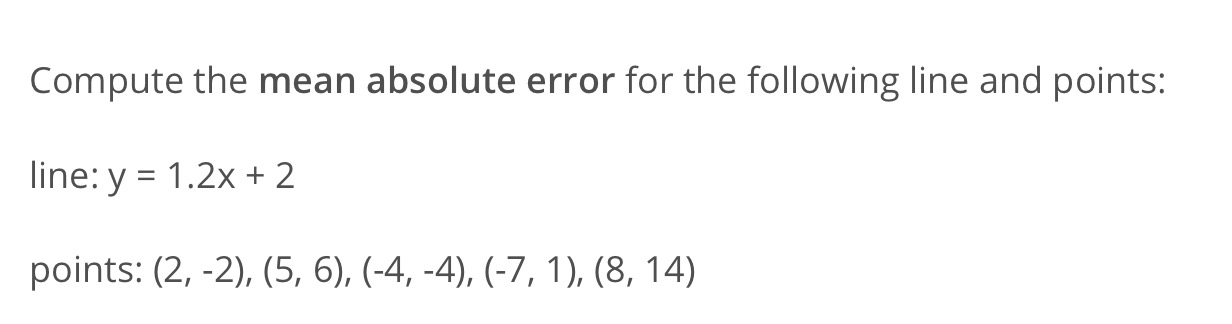 Compute the mean absolute error for the following line and points:
line: y = 1.2x + 2
points: (2, -2), (5, 6), (-4, -4), (-7, 1), (8, 14)